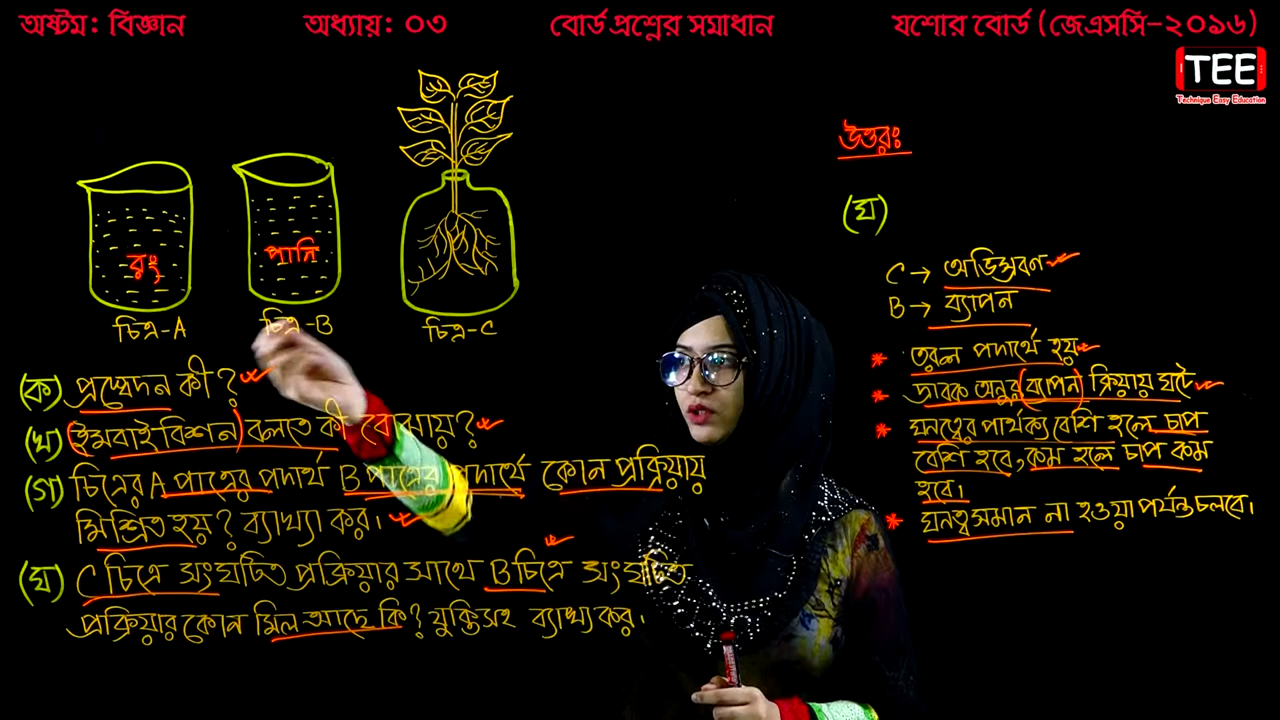 অষ্টম: বিজ্ঞান
অধ্যায়: ০৩
বোর্ড প্রশ্নের সমাধান
যশোর বোর্ড (জেএসসি-২০১৬)
TEE
Technique Easy Education
রং
পানি
চিত্র-A
চিত্র-B
চিত্র-C
(ক) প্রস্বেদন কী?
(খ) (ইমবাইবিশন) বলতে কী বোঝায়?
(গ) চিত্রের A পাত্রের পদার্থ B পাত্রের পদার্থে কোন প্রক্রিয়ায়
মিশ্রিত হয়? ব্যাখ্যা কর।
(ঘ) C চিত্রে সংঘটিত প্রক্রিয়ার সাথে B চিত্রে সংঘটিত
প্রক্রিয়ার কোন মিল আছে কি? যুক্তিসহ ব্যাখ্যা কর।
উত্তরঃ
(ঘ)
C → অভিস্রবণ
B → ব্যাপন
* তরল পদার্থে হয়
* দ্রাবক অনুর (ব্যাপন) ক্রিয়ায় ঘটে
* ঘনত্বের পার্থক্য বেশি হলে চাপ
বেশি হবে, কম হলে চাপ কম
হবে।
* ঘনত্ব সমান না হওয়া পর্যন্ত চলবে।